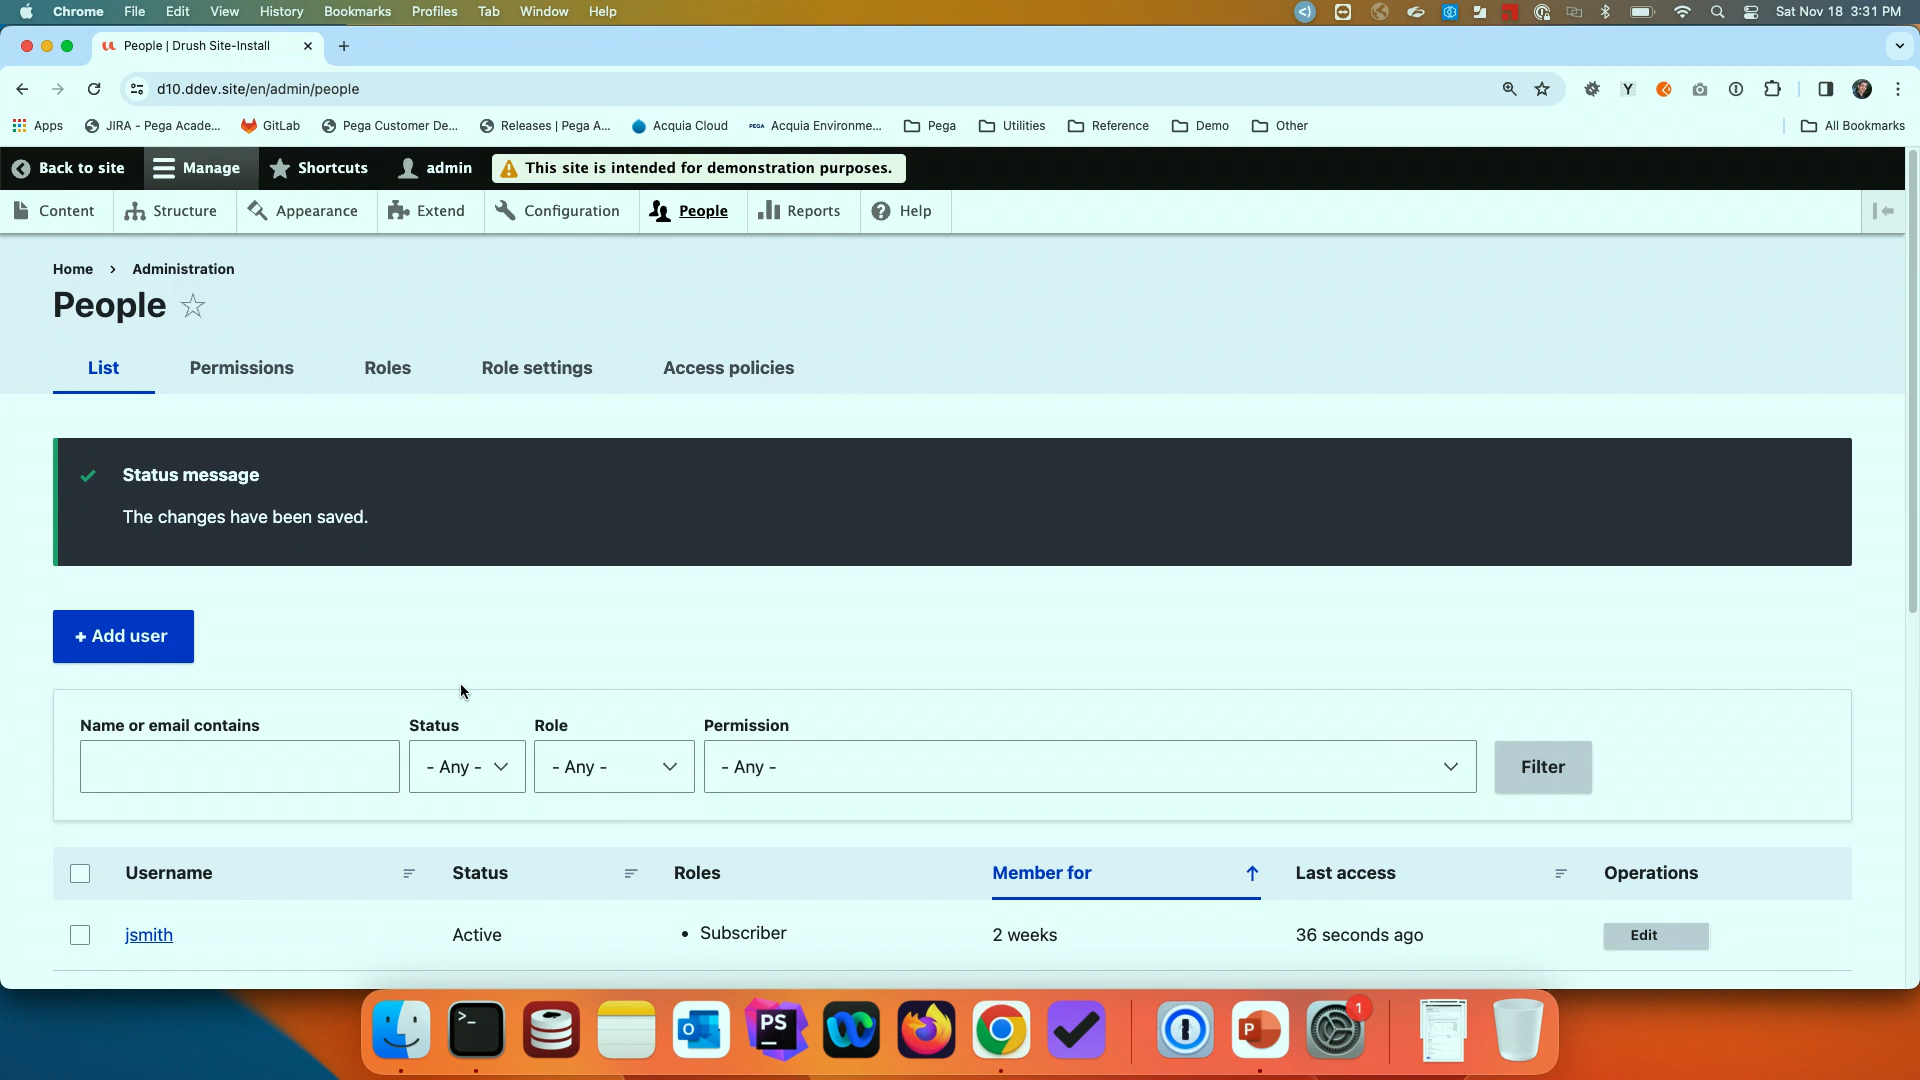 Chrome File Edit View History Bookmarks Profiles Tab Window Help Sat Nov 18 3:31 PM
People | Drush Site-Install
d10.ddev.site/en/admin/people
Apps JIRA - Pega Acade... GitLab Pega Customer De... Releases | Pega A... Acquia Cloud PEGA Acquia Environme... Pega Utilities Reference Demo Other All Bookmarks
Back to site Manage Shortcuts admin This site is intended for demonstration purposes.
Content Structure Appearance Extend Configuration People Reports Help
Home > Administration
People
List Permissions Roles Role settings Access policies
Status message
The changes have been saved.
+ Add user
Name or email contains Status Role Permission
- Any - - Any - - Any - Filter
Username Status Roles Member for Last access Operations
jsmith Active • Subscriber 2 weeks 36 seconds ago Edit
PS 1